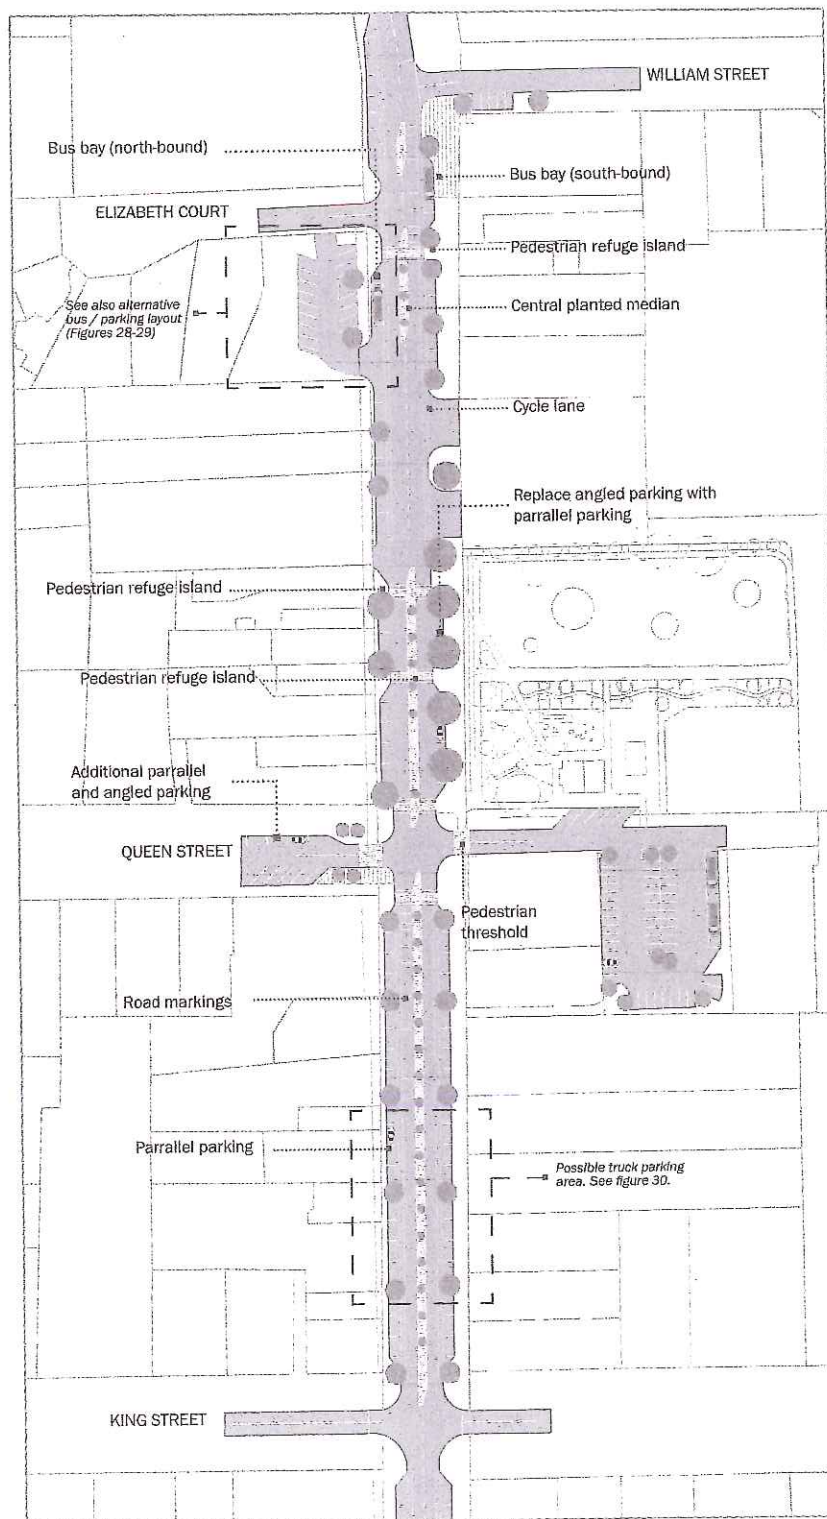 WILLIAM STREET
Bus bay (north-bound)
Bus bay (south-bound)
ELIZABETH COURT
Pedestrian refuge island
See also alternative
bus / parking layout
(Figures 28-29)
Central planted median
Cycle lane
Replace angled parking with
parrallel parking
Pedestrian refuge island
Pedestrian refuge island
Additional parrallel
and angled parking
QUEEN STREET
Pedestrian
threshold
Road markings
Parrallel parking
Possible truck parking
area. See figure 30.
KING STREET